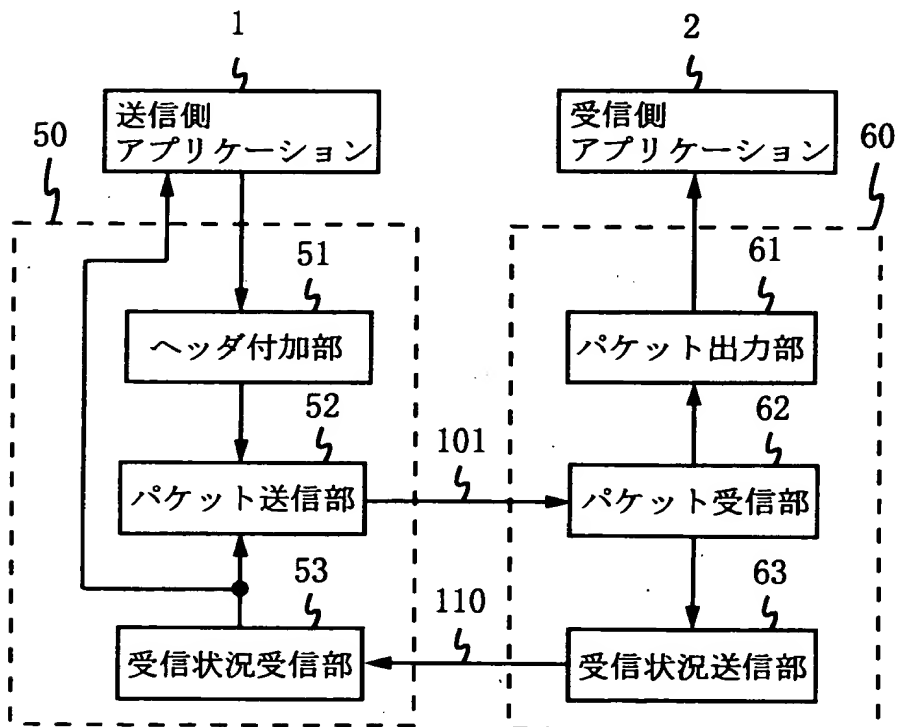 1
2
送信側
アプリケーション
受信側
アプリケーション
50
60
51
61
ヘッダ付加部
パケット出力部
52
62
101
パケット送信部
パケット受信部
53
63
110
受信状況受信部
受信状況送信部